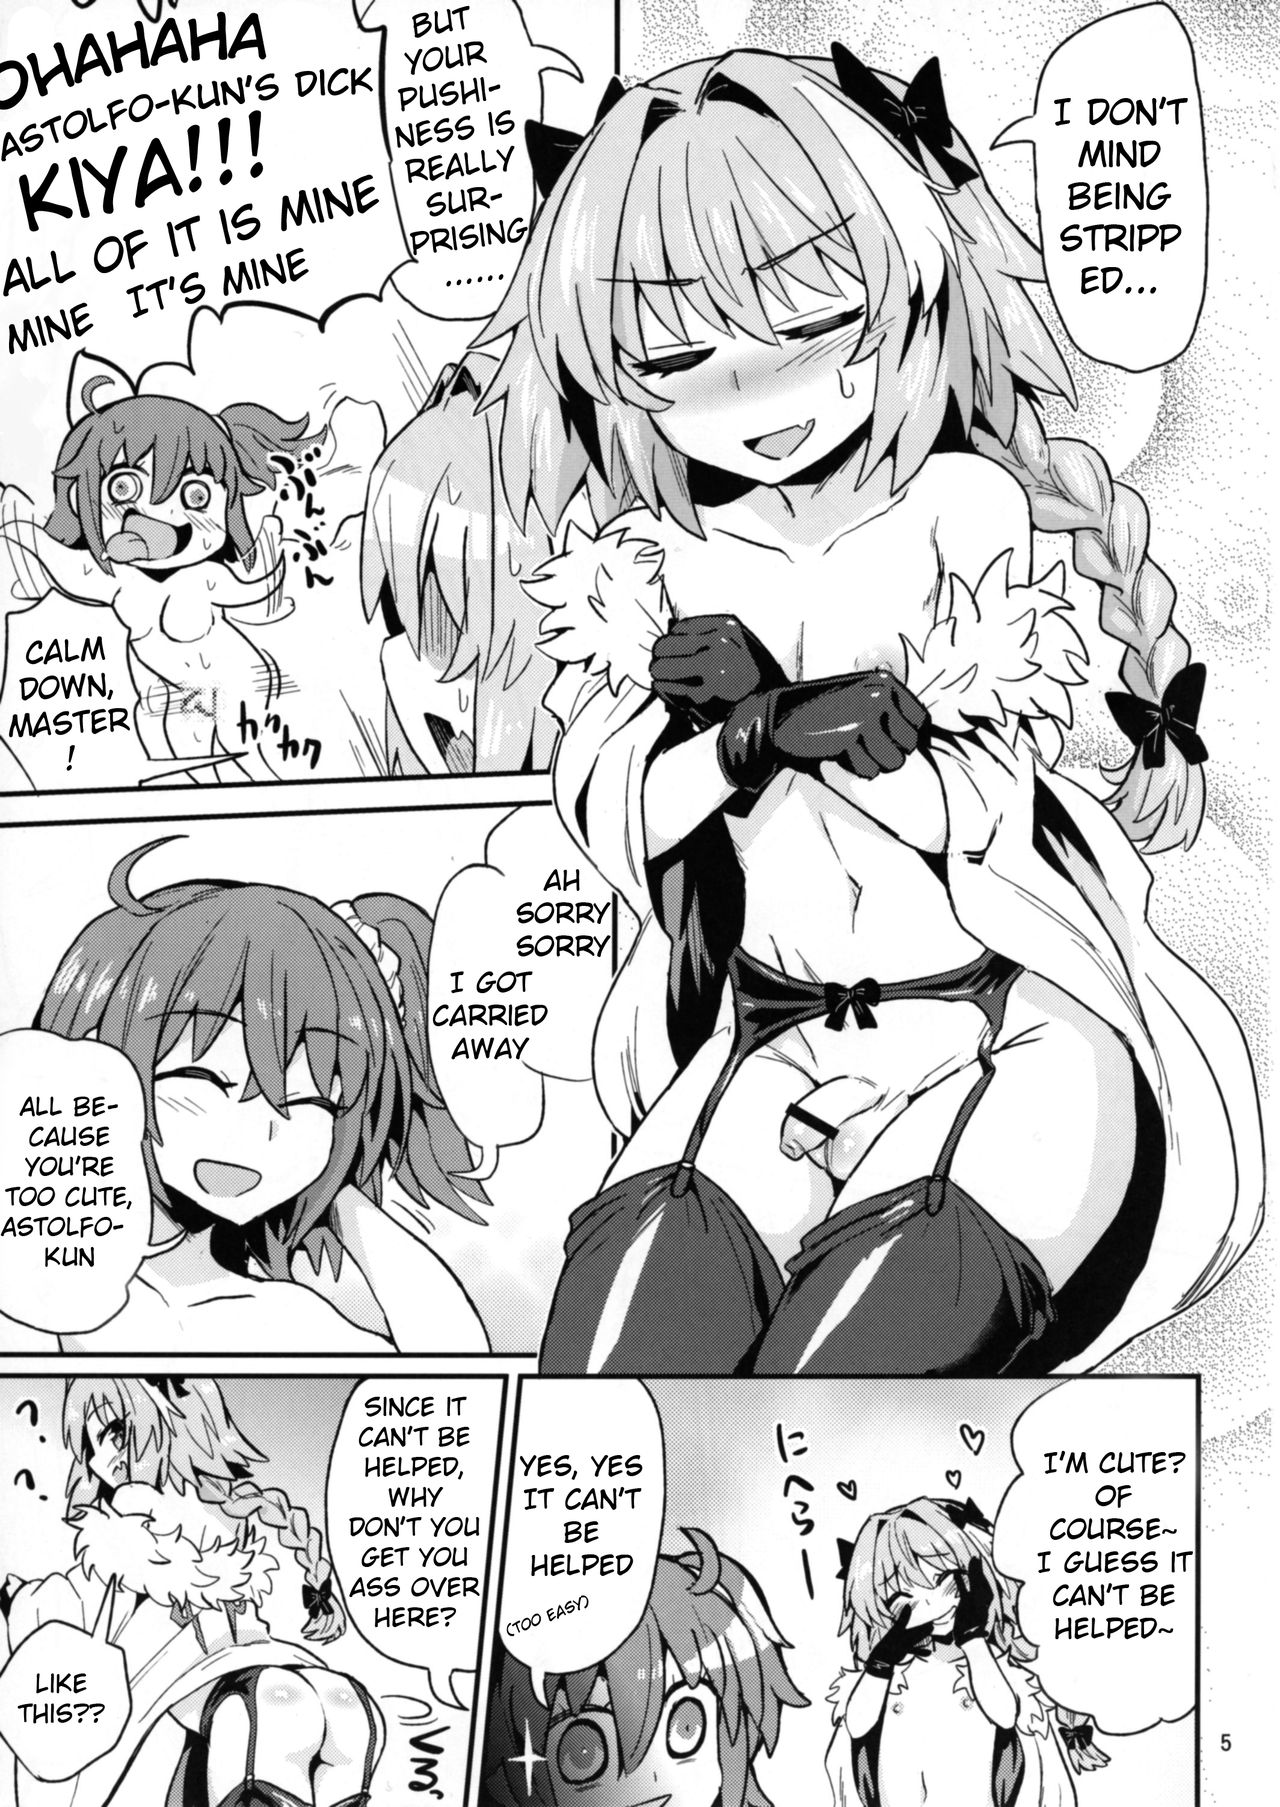 I DON'T
MIND
BEING
STRIPP
ED...
BUT
YOUR
PUSHI-
NESS IS
REALLY
SUR-
PRISING
......
OHAHAHA
ASTOLFO-KUN'S DICK
KIYA!!!
ALL OF IT IS MINE
MINE IT'S MINE
ぶんぶん
カクカク
CALM
DOWN,
MASTER
!
AH
SORRY
SORRY
I GOT
CARRIED
AWAY
ALL BE-
CAUSE
YOU'RE
TOO CUTE,
ASTOLFO-
KUN
I'M CUTE?
OF
COURSE~
I GUESS IT
CAN'T BE
HELPED~
にへらー
YES, YES
IT CAN'T
BE
HELPED
(TOO EASY)
SINCE IT
CAN'T BE
HELPED,
WHY
DON'T YOU
GET YOU
ASS OVER
HERE?
?
?
LIKE
THIS??
くるっ
5